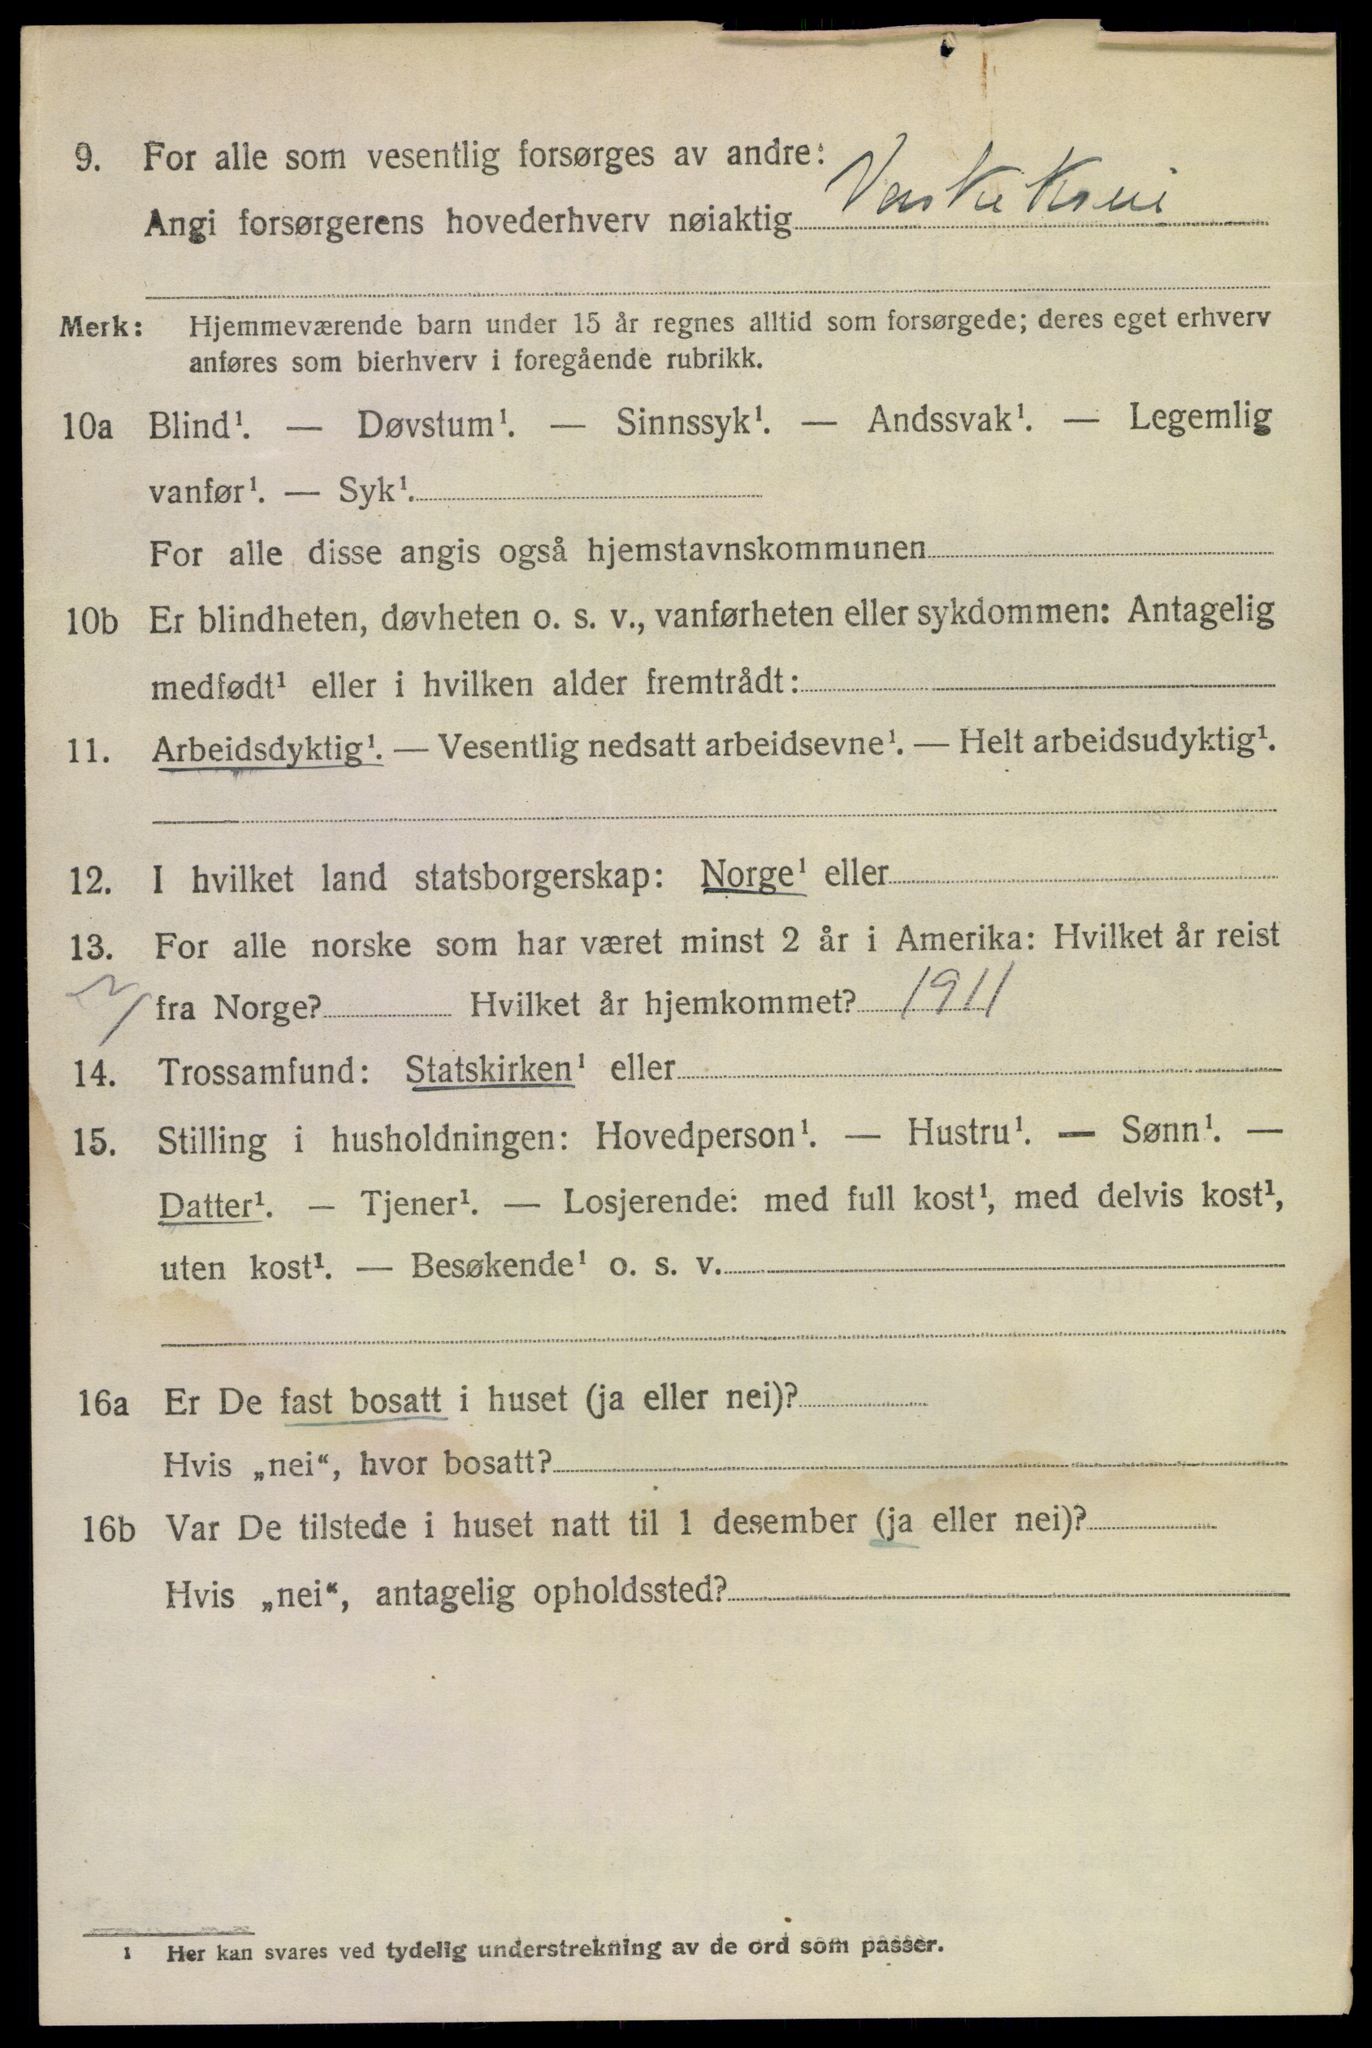 9. For alle som vesentlig forsørges av andre:
Angi forsørgerens hovederhverv nøiaktig
Merk: Hjemmeværende barn under 15 år regnes alltid som forsørgede; deres eget erhverv
anføres som bierhverv i foregående rubrikk.
10a Blind¹. — Døvstum¹. — Sinnssyk¹. — Andssvak¹. — Legemlig
vanfør¹. — Syk¹.
For alle disse angis også hjemstavnskommunen
10b Er blindheten, døvheten o. s. v., vanførheten eller sykdommen: Antagelig
medfødt¹ eller i hvilken alder fremtrådt:
11. Arbeidsdyktig¹. — Vesentlig nedsatt arbeidsevne¹. — Helt arbeidsudyktig¹.
12. I hvilket land statsborgerskap: Norge¹ eller
13. For alle norske som har været minst 2 år i Amerika: Hvilket år reist
fra Norge? Hvilket år hjemkommet? 1911
14. Trossamfund: Statskirken¹ eller
15. Stilling i husholdningen: Hovedperson¹. — Hustru¹. — Sønn¹. —
Datter¹. — Tjener¹. — Losjerende: med full kost¹, med delvis kost¹,
uten kost¹. — Besøkende¹ o. s. v.
16a Er De fast bosatt i huset (ja eller nei)?
Hvis „nei“, hvor bosatt?
16b Var De tilstede i huset natt til 1 desember (ja eller nei)?
Hvis „nei“, antagelig opholdssted?
1 Her kan svares ved tydelig understrekning av de ord som passer.